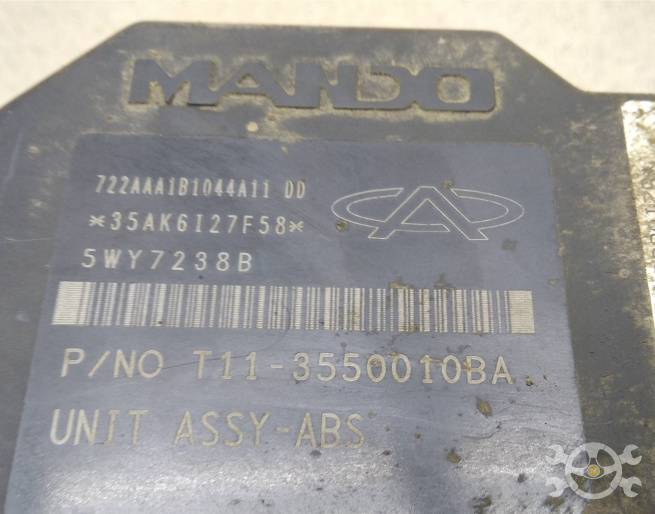 MANDO
722AAA1B1044A11 DD
*35AK6I27F58*
5WY7238B
P/NO T11-3550010BA
UNIT ASSY-ABS